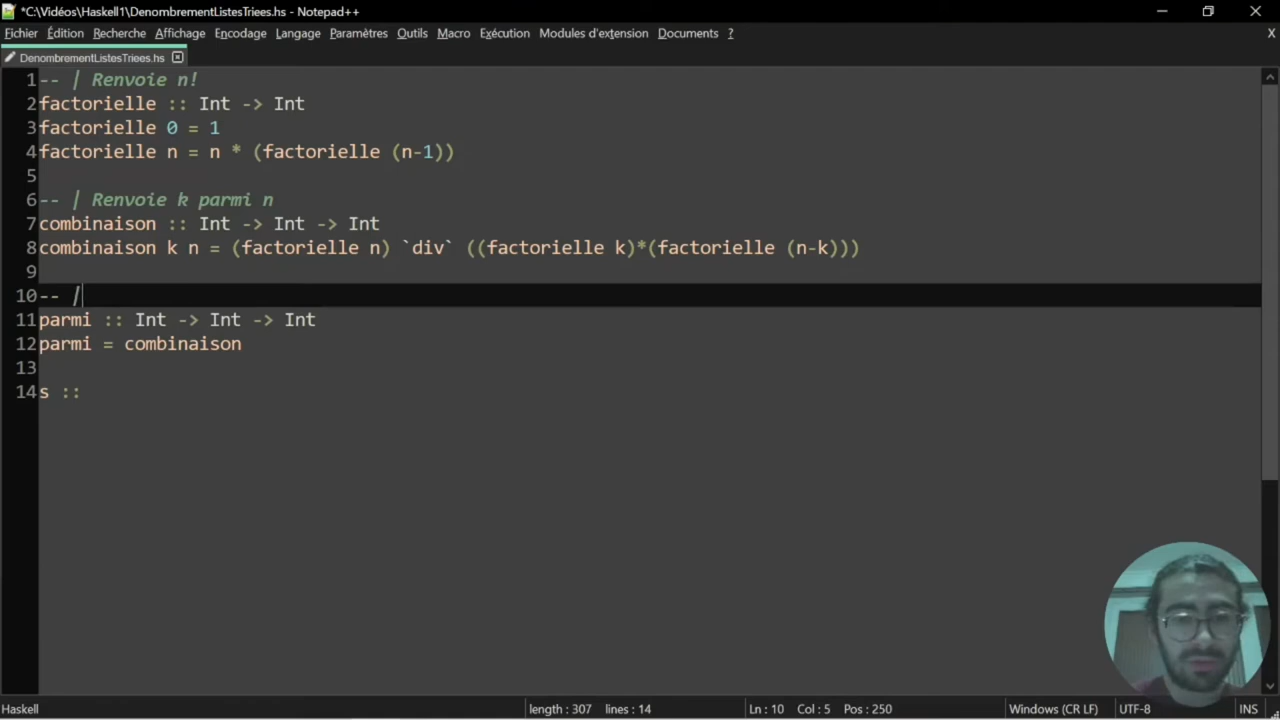 *C:\Vidéos\Haskell1\DenombrementListesTriees.hs - Notepad++
Fichier Édition Recherche Affichage Encodage Langage Paramètres Outils Macro Exécution Modules d'extension Documents ? X
DenombrementListesTriees.hs
1 -- | Renvoie n!
2 factorielle :: Int -> Int
3 factorielle 0 = 1
4 factorielle n = n * (factorielle (n-1))
5
6 -- | Renvoie k parmi n
7 combinaison :: Int -> Int -> Int
8 combinaison k n = (factorielle n) `div` ((factorielle k)*(factorielle (n-k)))
9
10 -- |
11 parmi :: Int -> Int -> Int
12 parmi = combinaison
13
14 s ::
Haskell length : 307 lines : 14 Ln : 10 Col : 5 Pos : 250 Windows (CR LF) UTF-8 INS